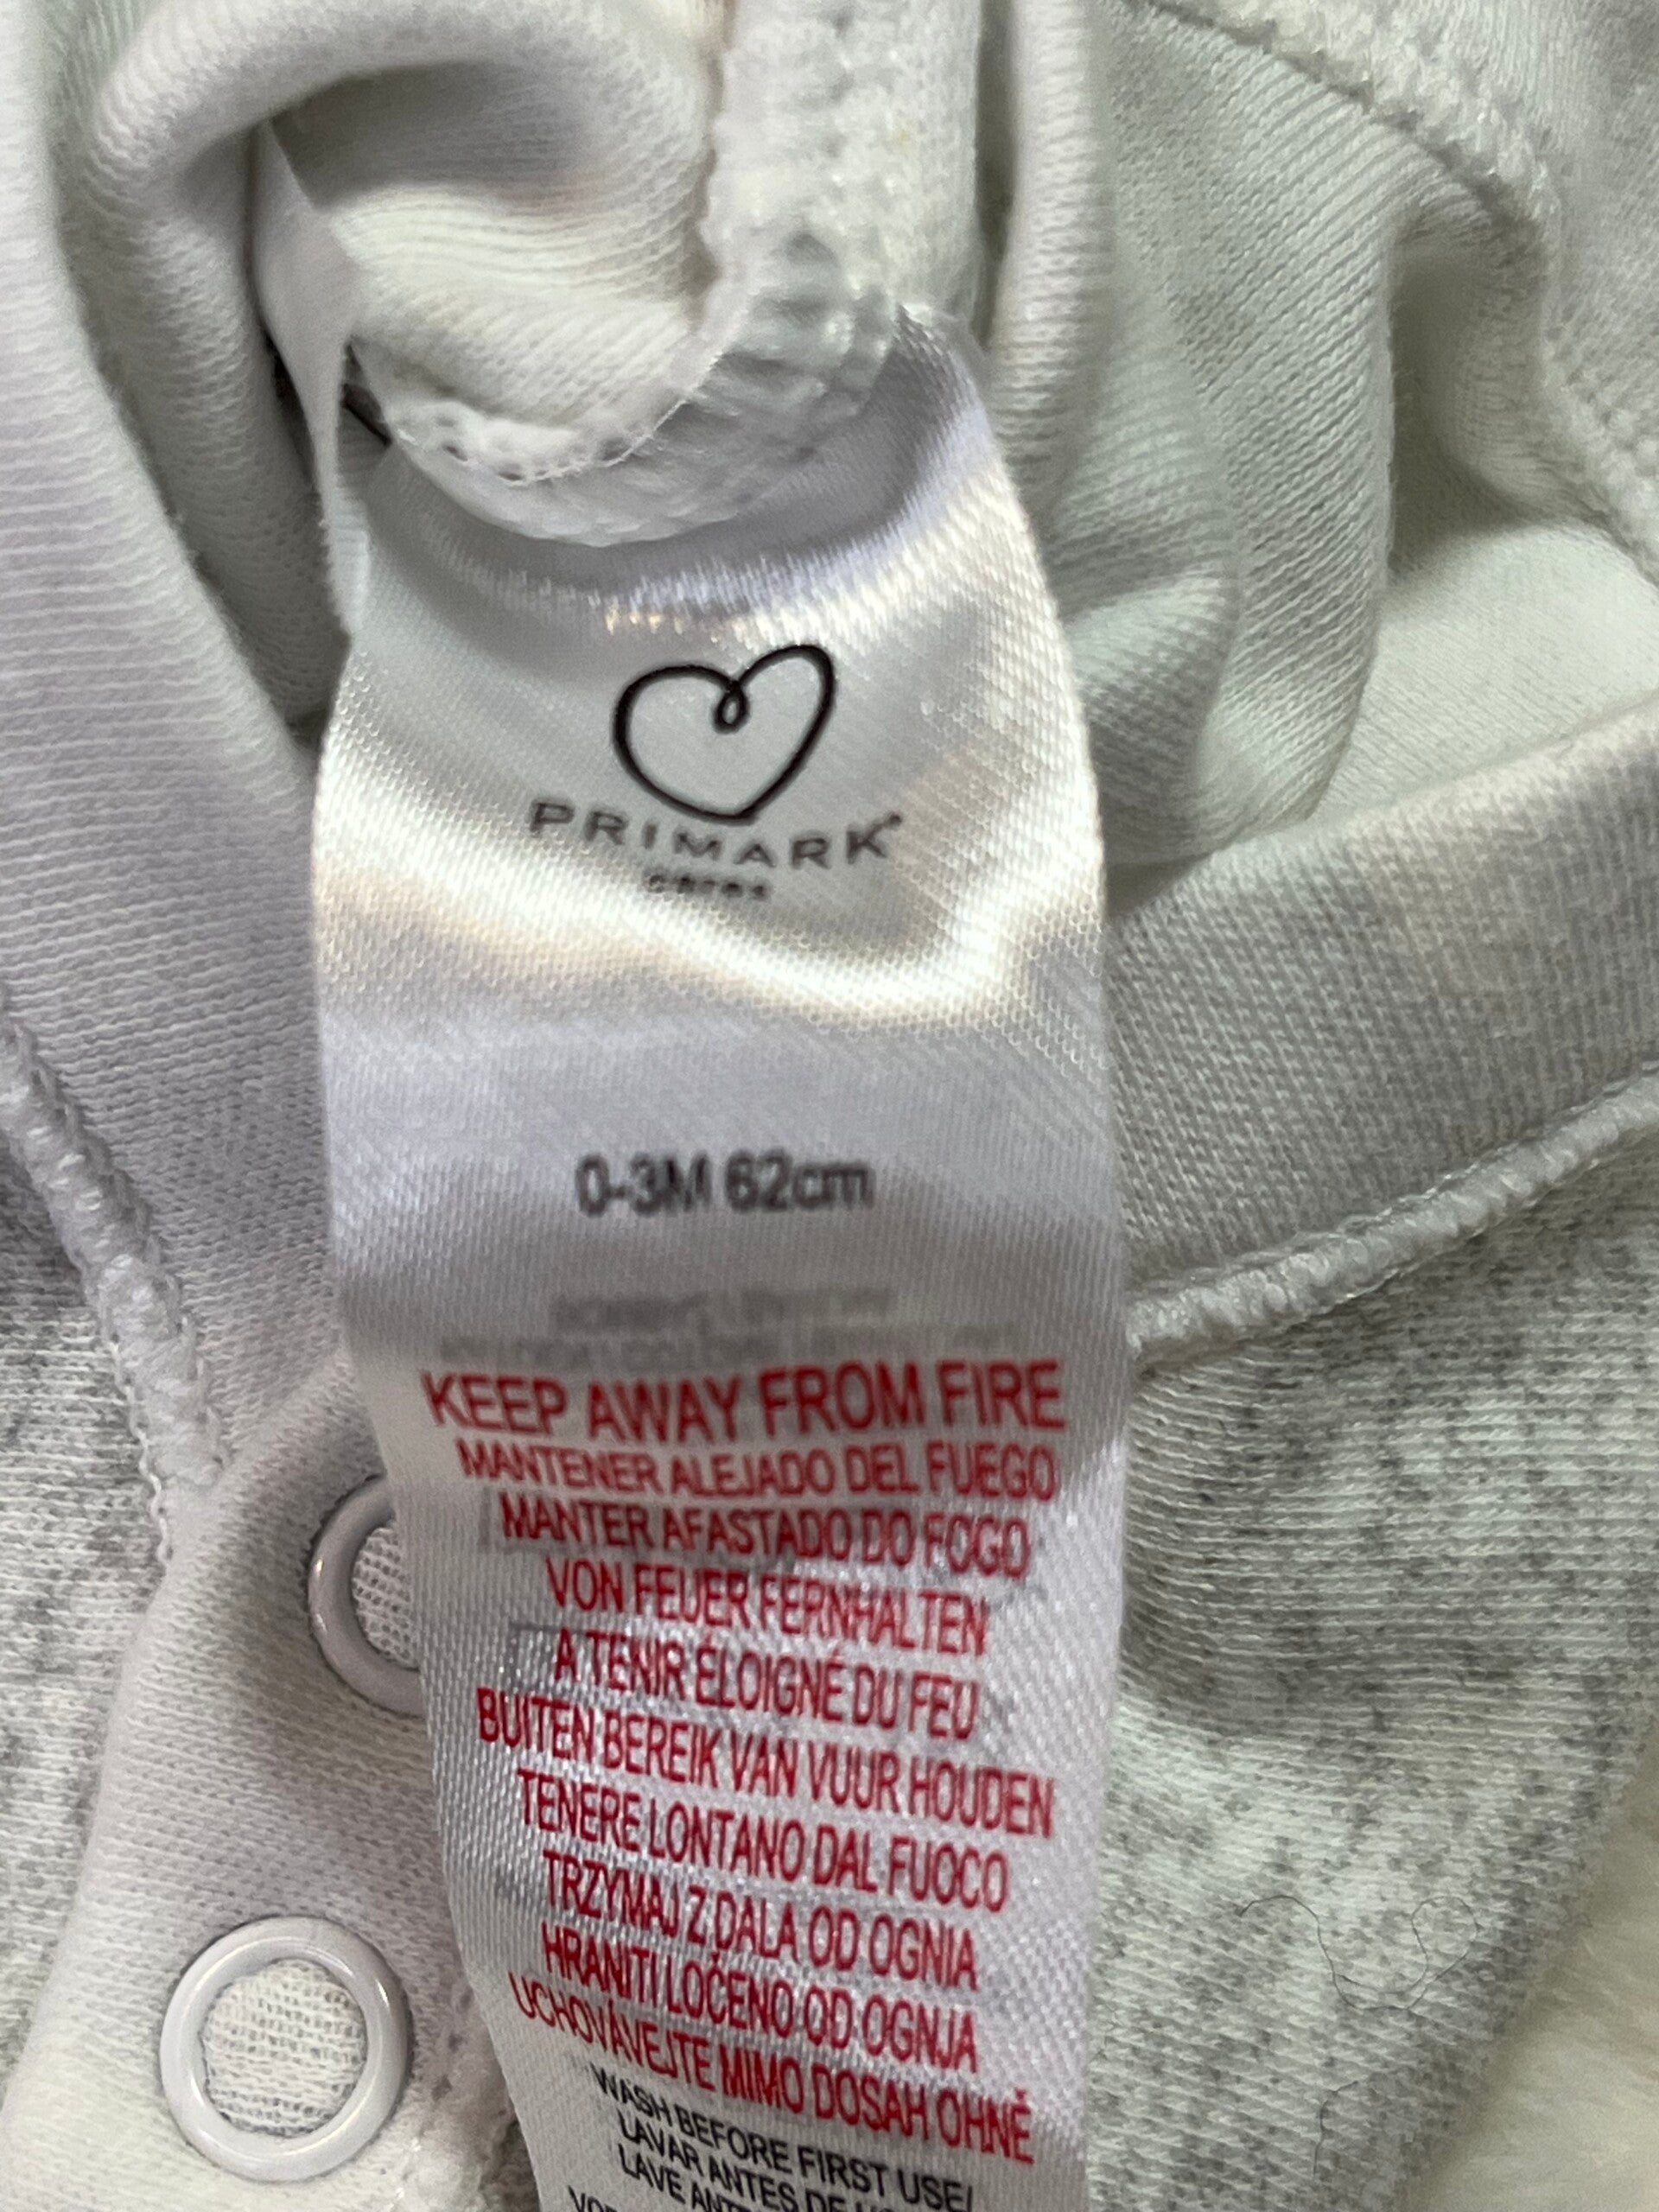 PRIMARK
cares
0-3M 62cm
KEEP AWAY FROM FIRE
MANTENER ALEJADO DEL FUEGO
MANTER AFASTADO DO FOGO
VON FEUER FERNHALTEN
A TENIR ÉLOIGNÉ DU FEU
BUITEN BEREIK VAN VUUR HOUDEN
TENERE LONTANO DAL FUOCO
TRZYMAJ Z DALA OD OGNIA
HRANITI LOČENO OD OGNJA
UCHOVÁVEJTE MIMO DOSAH OHNĚ
WASH BEFORE FIRST USE/
LAVAR ANTES DE
LAVE